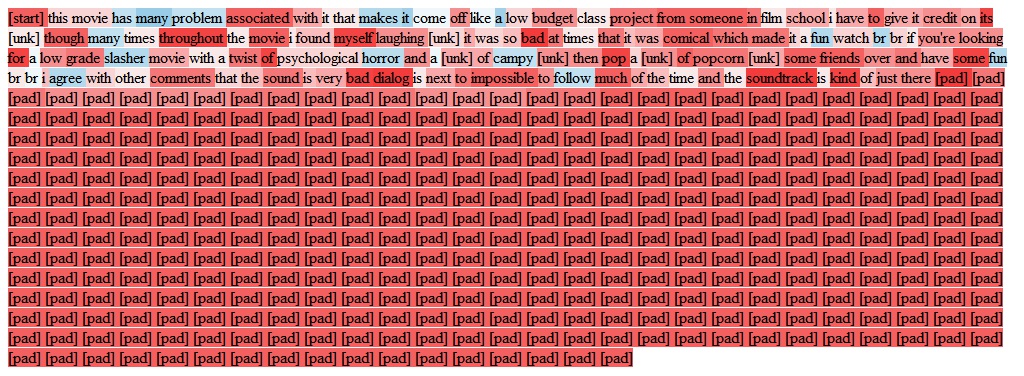 [start] this movie has many problem associated with it that makes it come off like a low budget class project from someone in film school i have to give it credit on its
[unk] though many times throughout the movie i found myself laughing [unk] it was so bad at times that it was comical which made it a fun watch br br if you're looking
for a low grade slasher movie with a twist of psychological horror and a [unk] of campy [unk] then pop a [unk] of popcorn [unk] some friends over and have some fun
br br i agree with other comments that the sound is very bad dialog is next to impossible to follow much of the time and the soundtrack is kind of just there [pad] [pad]
[pad] [pad] [pad] [pad] [pad] [pad] [pad] [pad] [pad] [pad] [pad] [pad] [pad] [pad] [pad] [pad] [pad] [pad] [pad] [pad] [pad] [pad] [pad] [pad] [pad] [pad] [pad]
[pad] [pad] [pad] [pad] [pad] [pad] [pad] [pad] [pad] [pad] [pad] [pad] [pad] [pad] [pad] [pad] [pad] [pad] [pad] [pad] [pad] [pad] [pad] [pad] [pad] [pad] [pad]
[pad] [pad] [pad] [pad] [pad] [pad] [pad] [pad] [pad] [pad] [pad] [pad] [pad] [pad] [pad] [pad] [pad] [pad] [pad] [pad] [pad] [pad] [pad] [pad] [pad] [pad] [pad]
[pad] [pad] [pad] [pad] [pad] [pad] [pad] [pad] [pad] [pad] [pad] [pad] [pad] [pad] [pad] [pad] [pad] [pad] [pad] [pad] [pad] [pad] [pad] [pad] [pad] [pad] [pad]
[pad] [pad] [pad] [pad] [pad] [pad] [pad] [pad] [pad] [pad] [pad] [pad] [pad] [pad] [pad] [pad] [pad] [pad] [pad] [pad] [pad] [pad] [pad] [pad] [pad] [pad] [pad]
[pad] [pad] [pad] [pad] [pad] [pad] [pad] [pad] [pad] [pad] [pad] [pad] [pad] [pad] [pad] [pad] [pad] [pad] [pad] [pad] [pad] [pad] [pad] [pad] [pad] [pad] [pad]
[pad] [pad] [pad] [pad] [pad] [pad] [pad] [pad] [pad] [pad] [pad] [pad] [pad] [pad] [pad] [pad] [pad] [pad] [pad] [pad] [pad] [pad] [pad] [pad] [pad] [pad] [pad]
[pad] [pad] [pad] [pad] [pad] [pad] [pad] [pad] [pad] [pad] [pad] [pad] [pad] [pad] [pad] [pad] [pad] [pad] [pad] [pad] [pad] [pad] [pad] [pad] [pad] [pad] [pad]
[pad] [pad] [pad] [pad] [pad] [pad] [pad] [pad] [pad] [pad] [pad] [pad] [pad] [pad] [pad] [pad] [pad] [pad] [pad] [pad] [pad] [pad] [pad] [pad] [pad] [pad] [pad]
[pad] [pad] [pad] [pad] [pad] [pad] [pad] [pad] [pad] [pad] [pad] [pad] [pad] [pad] [pad] [pad] [pad] [pad] [pad] [pad] [pad] [pad] [pad] [pad] [pad] [pad] [pad]
[pad] [pad] [pad] [pad] [pad] [pad] [pad] [pad] [pad] [pad] [pad] [pad] [pad] [pad] [pad] [pad] [pad] [pad] [pad] [pad] [pad] [pad] [pad] [pad] [pad] [pad] [pad]
[pad] [pad] [pad] [pad] [pad] [pad] [pad] [pad] [pad] [pad] [pad] [pad] [pad] [pad] [pad] [pad] [pad] [pad] [pad] [pad] [pad] [pad] [pad] [pad] [pad] [pad] [pad]
[pad] [pad] [pad] [pad] [pad] [pad] [pad] [pad] [pad] [pad] [pad] [pad] [pad] [pad] [pad] [pad] [pad] [pad] [pad] [pad] [pad] [pad] [pad] [pad] [pad] [pad] [pad]
[pad] [pad] [pad] [pad] [pad] [pad] [pad] [pad] [pad] [pad] [pad] [pad] [pad] [pad] [pad] [pad] [pad]